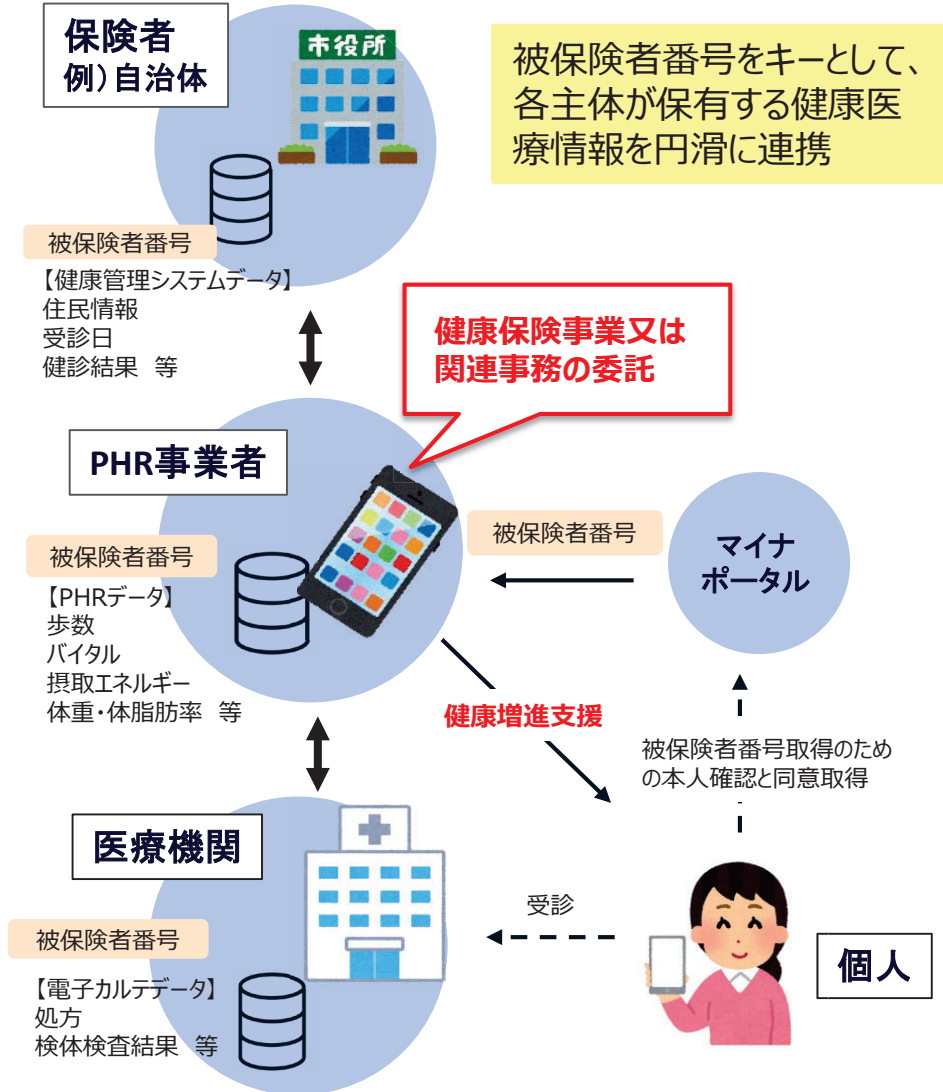 保険者
例）自治体
市役所
被保険者番号をキーとして、
各主体が保有する健康医
療情報を円滑に連携
被保険者番号
【健康管理システムデータ】
住民情報
受診日
健診結果　等
健康保険事業又は
関連事務の委託
PHR事業者
被保険者番号
【PHRデータ】
歩数
バイタル
摂取エネルギー
体重・体脂肪率　等
被保険者番号
マイナ
ポータル
健康増進支援
被保険者番号取得のため
の本人確認と同意取得
医療機関
被保険者番号
【電子カルテデータ】
処方
検体検査結果　等
受診
個人